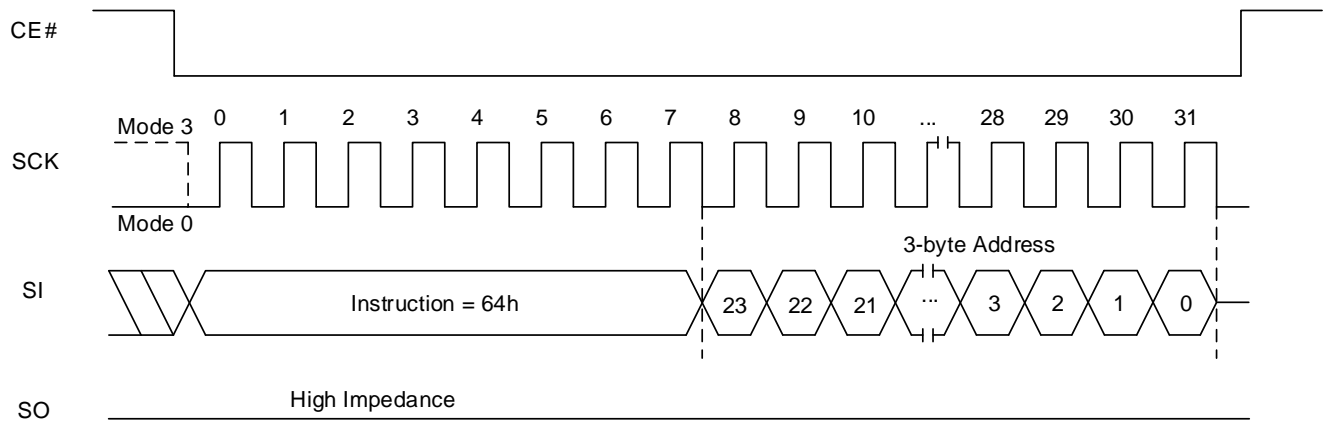 CE#
0 1 2 3 4 5 6 7 8 9 10 ... 28 29 30 31
Mode 3
SCK
Mode 0
3-byte Address
SI
Instruction = 64h
23 22 21 ... 3 2 1 0
High Impedance
SO